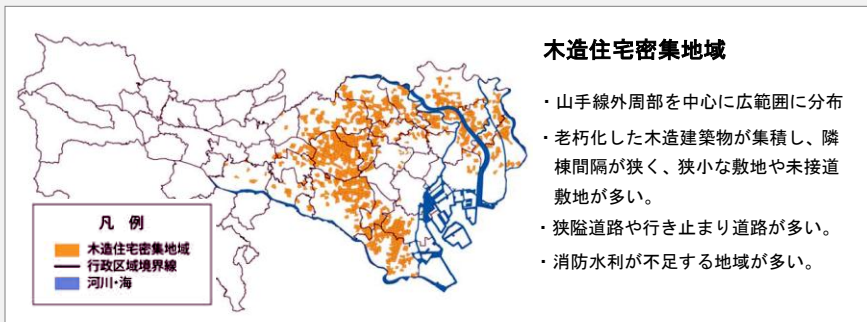 木造住宅密集地域
・山手線外周部を中心に広範囲に分布
・老朽化した木造建築物が集積し、隣
棟間隔が狭く、狭小な敷地や未接道
敷地が多い。
・狭隘道路や行き止まり道路が多い。
・消防水利が不足する地域が多い。
凡 例
木造住宅密集地域
行政区域境界線
河川・海